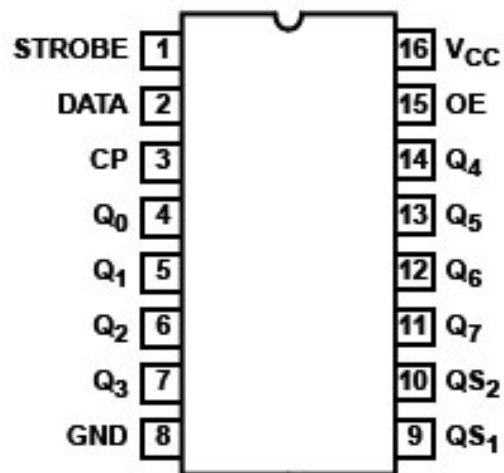 STROBE 1 16 VCC
DATA 2 15 OE
CP 3 14 Q4
Q0 4 13 Q5
Q1 5 12 Q6
Q2 6 11 Q7
Q3 7 10 QS2
GND 8 9 QS1